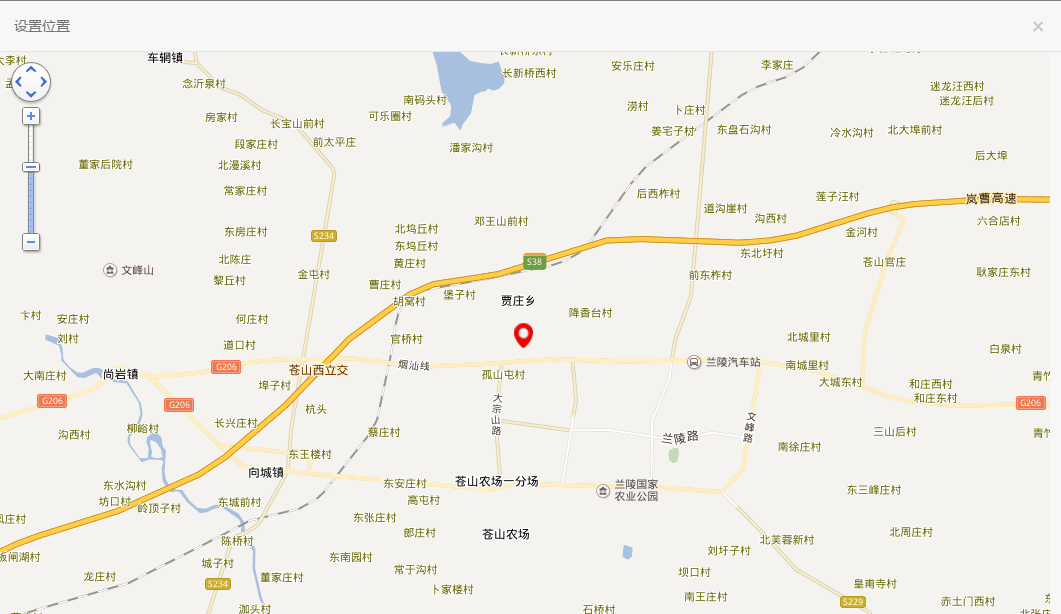 设置位置
×
车辋镇
大李村
念沂泉村
长新桥西村
安乐庄村
李家庄
迷龙汪西村
迷龙汪后村
南码头村
可乐圈村
涝村
卜庄村
房家村
长宝山前村
姜宅子村
东盘石沟村
冷水沟村
北大埠前村
段家庄村
前太平庄
潘家沟村
后大埠
董家后院村
北漫溪村
常家庄村
后西柞村
莲子汪村
岚曹高速
道沟崖村
沟西村
六合店村
邓王山前村
北坞丘村
东坞丘村
东房庄村
S234
金河村
东北圩村
北陈庄
黄庄村
S38
苍山官庄
文峰山
黎丘村
金屯村
前东柞村
耿家庄东村
曹庄村
堡子村
胡窝村
贾庄乡
卞村
安庄村
何庄村
降香台村
刘村
道口村
官桥村
北城里村
白泉村
G206
苍山西立交
烟汕线
兰陵汽车站
南城里村
大南庄村
尚岩镇
孤山屯村
大城东村
和庄西村
和庄东村
埠子村
G206
G206
杭头
大宗山路
G206
长兴庄村
文峰路
柳峪村
沟西村
蔡庄村
兰陵路
三山后村
南徐庄村
东王楼村
向城镇
东水沟村
东安庄村
苍山农场一分场
兰陵国家
农业公园
东三峰庄村
坊口村
岭顶子村
东城前村
高屯村
东张庄村
郎庄村
苍山农场
北周庄村
陈桥村
北芙蓉新村
刘圩子村
东南园村
城子村
常于沟村
龙庄村
董家庄村
坝口村
S234
卜家楼村
皇甫寺村
南王庄村
S229
赤土门西村
泇头村
石桥村